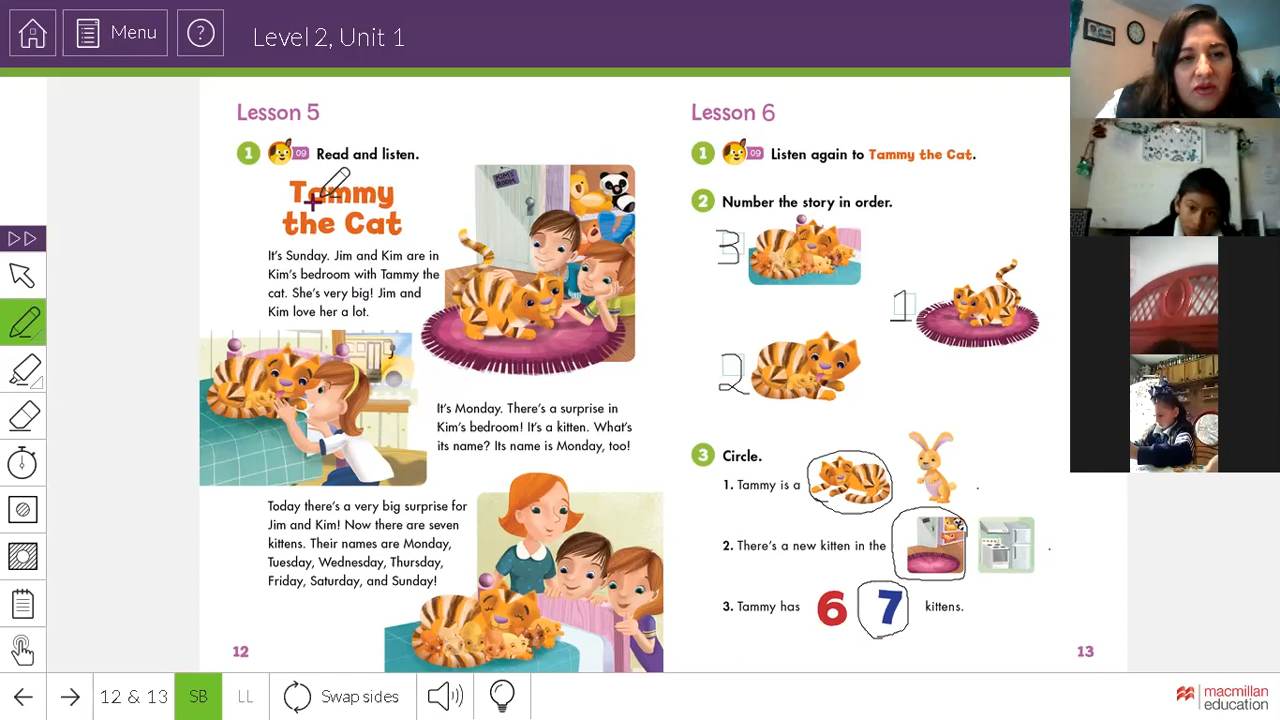 Menu
?
Level 2, Unit 1
Lesson 5
1 09 Read and listen.
Tammy
the Cat
KIM'S
ROOM
It's Sunday. Jim and Kim are in
Kim's bedroom with Tammy the
cat. She's very big! Jim and
Kim love her a lot.
It's Monday. There's a surprise in
Kim's bedroom! It's a kitten. What's
its name? Its name is Monday, too!
Today there's a very big surprise for
Jim and Kim! Now there are seven
kittens. Their names are Monday,
Tuesday, Wednesday, Thursday,
Friday, Saturday, and Sunday!
12
Lesson 6
1 09 Listen again to Tammy the Cat.
2 Number the story in order.
3
1
2
3 Circle.
1. Tammy is a .
2. There's a new kitten in the .
3. Tammy has 6 7 kittens.
13
12 & 13
SB
LL
Swap sides
macmillan
education